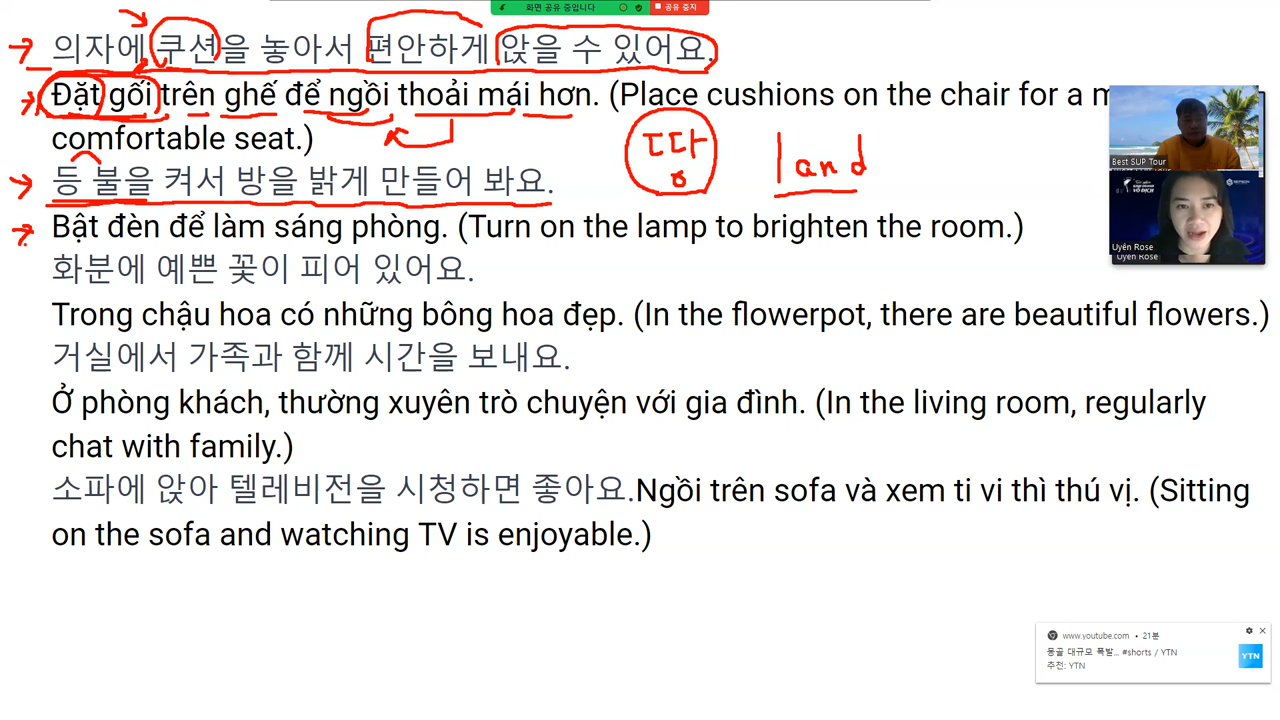 화면 공유 중입니다 공유 중지
의자에 쿠션을 놓아서 편안하게 앉을 수 있어요.
Đặt gối trên ghế để ngồi thoải mái hơn. (Place cushions on the chair for a m
comfortable seat.)
땅 land
등 불을 켜서 방을 밝게 만들어 봐요.
Bật đèn để làm sáng phòng. (Turn on the lamp to brighten the room.)
화분에 예쁜 꽃이 피어 있어요.
Trong chậu hoa có những bông hoa đẹp. (In the flowerpot, there are beautiful flowers.)
거실에서 가족과 함께 시간을 보내요.
Ở phòng khách, thường xuyên trò chuyện với gia đình. (In the living room, regularly
chat with family.)
소파에 앉아 텔레비전을 시청하면 좋아요.Ngồi trên sofa và xem ti vi thì thú vị. (Sitting
on the sofa and watching TV is enjoyable.)
Best SUP Tour
VÔ ĐỊCH
Uyên Rose
Uyen Rose
www.youtube.com • 21분
몽골 대규모 폭발... #shorts / YTN
추천: YTN
YTN